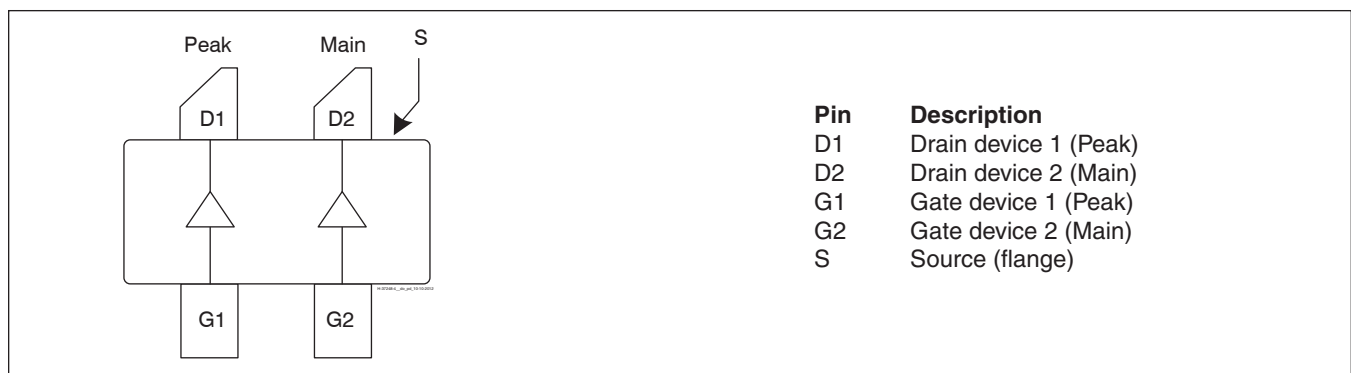 Peak Main S
D1 D2
G1 G2
Pin Description
D1 Drain device 1 (Peak)
D2 Drain device 2 (Main)
G1 Gate device 1 (Peak)
G2 Gate device 2 (Main)
S Source (flange)